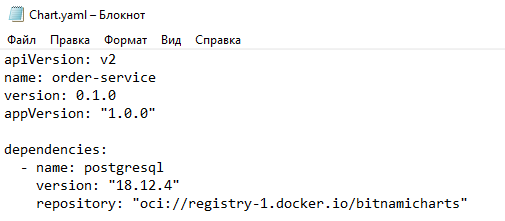 Chart.yaml – Блокнот
Файл Правка Формат Вид Справка
apiVersion: v2
name: order-service
version: 0.1.0
appVersion: "1.0.0"

dependencies:
  - name: postgresql
    version: "18.12.4"
    repository: "oci://registry-1.docker.io/bitnamicharts"